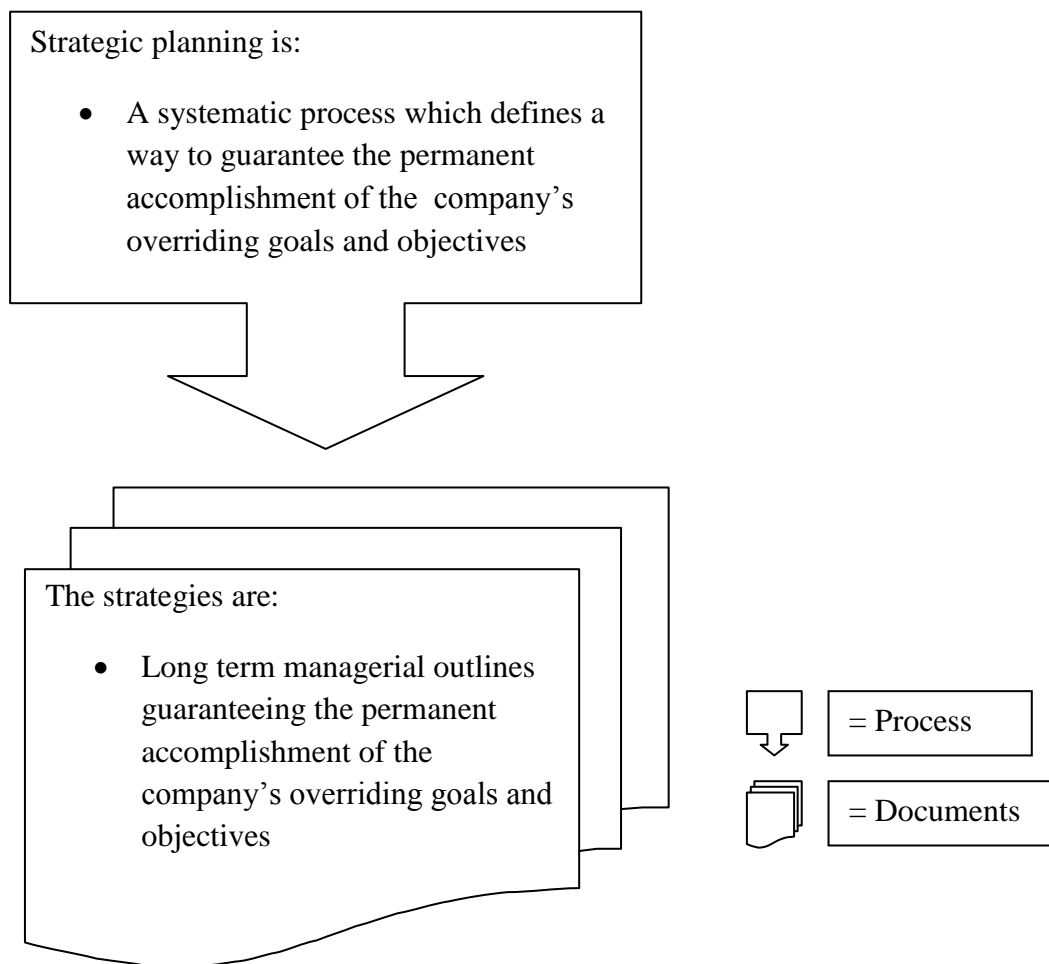 Strategic planning is:
• A systematic process which defines a
way to guarantee the permanent
accomplishment of the company’s
overriding goals and objectives
The strategies are:
• Long term managerial outlines
guaranteeing the permanent
accomplishment of the
company’s overriding goals and
objectives
= Process
= Documents